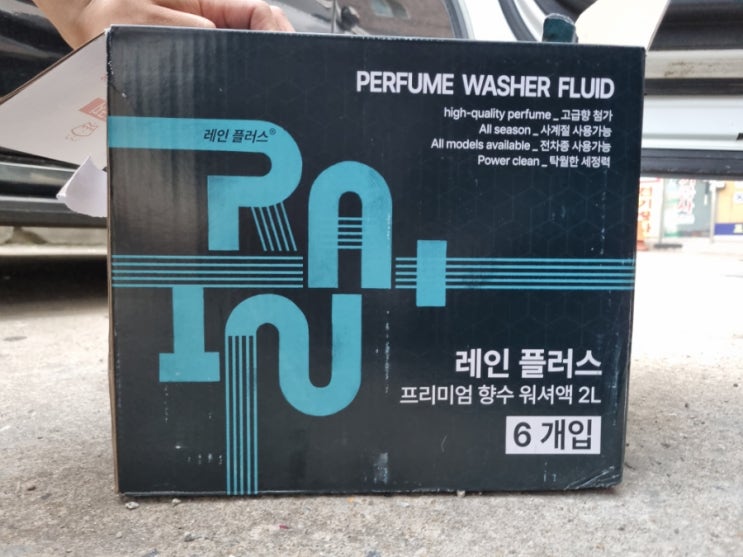 PERFUME WASHER FLUID
high-quality perfume _ 고급향 첨가
All season _ 사계절 사용가능
All models available _ 전차종 사용가능
Power clean _ 탁월한 세정력
레인 플러스®
RA+
IN
레인 플러스
프리미엄 향수 워셔액 2L
6 개입